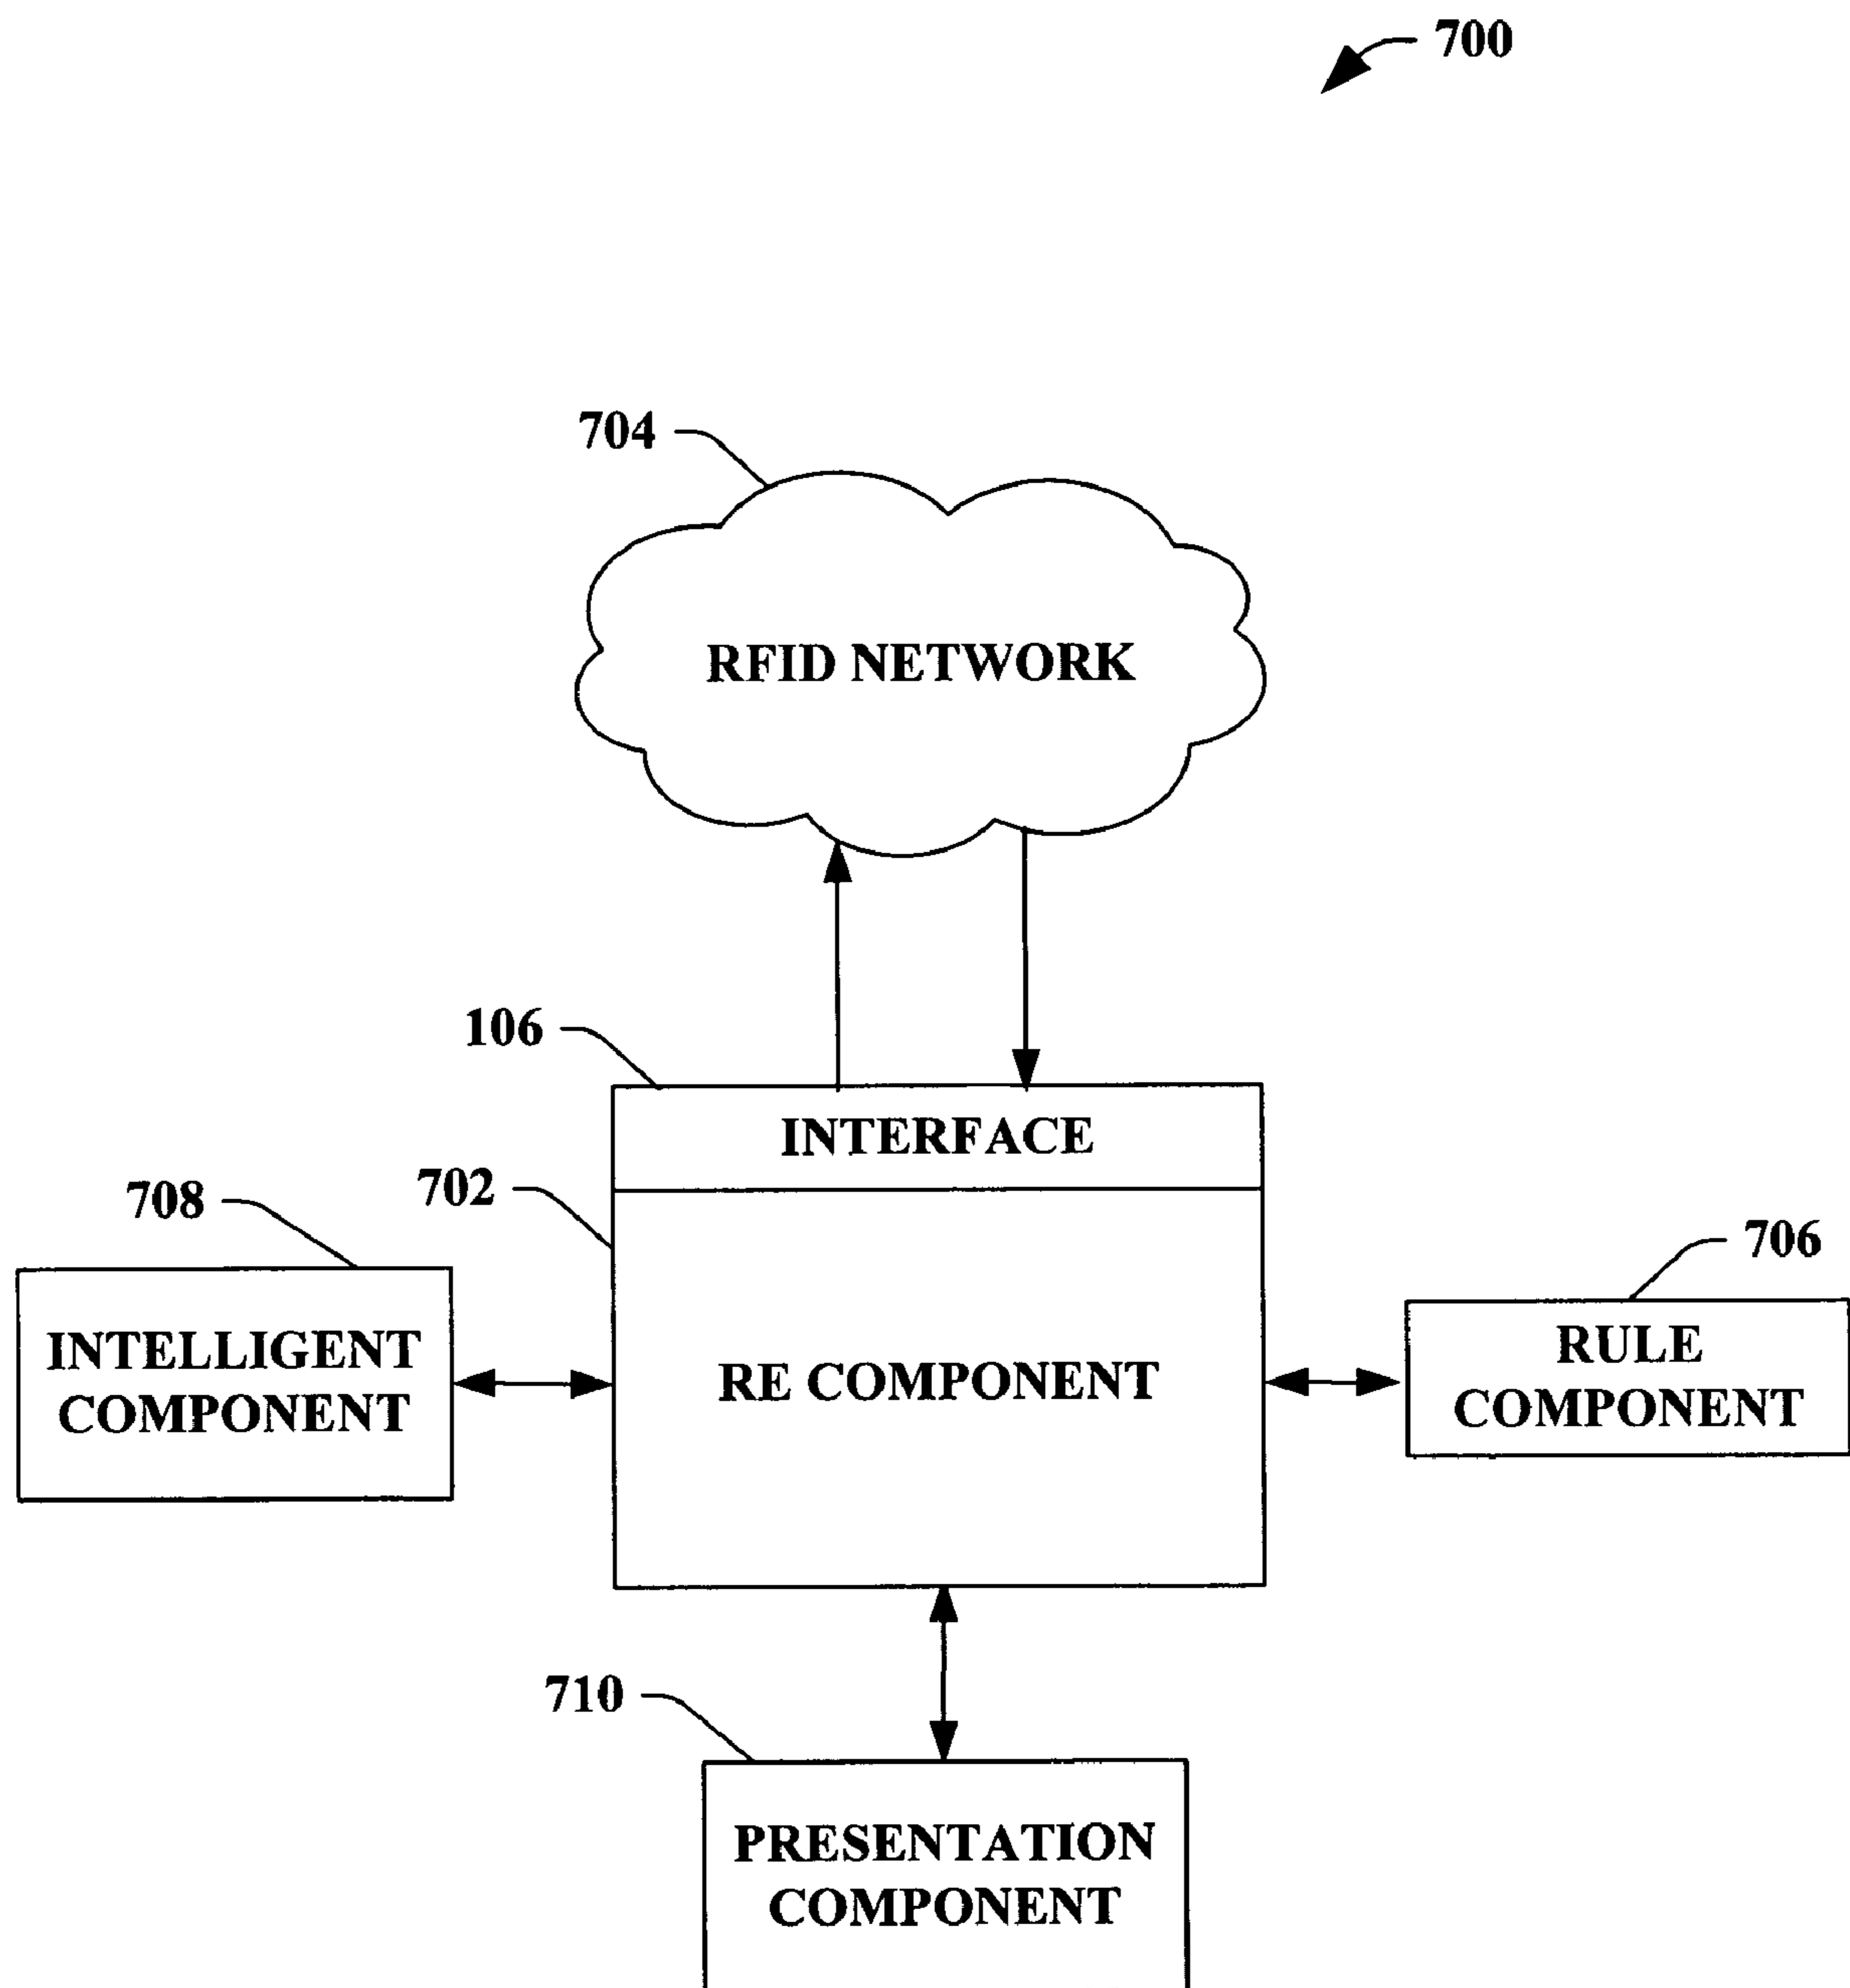 700
704
RFID NETWORK
106
INTERFACE
702
708
706
INTELLIGENT
COMPONENT
RE COMPONENT
RULE
COMPONENT
710
PRESENTATION
COMPONENT